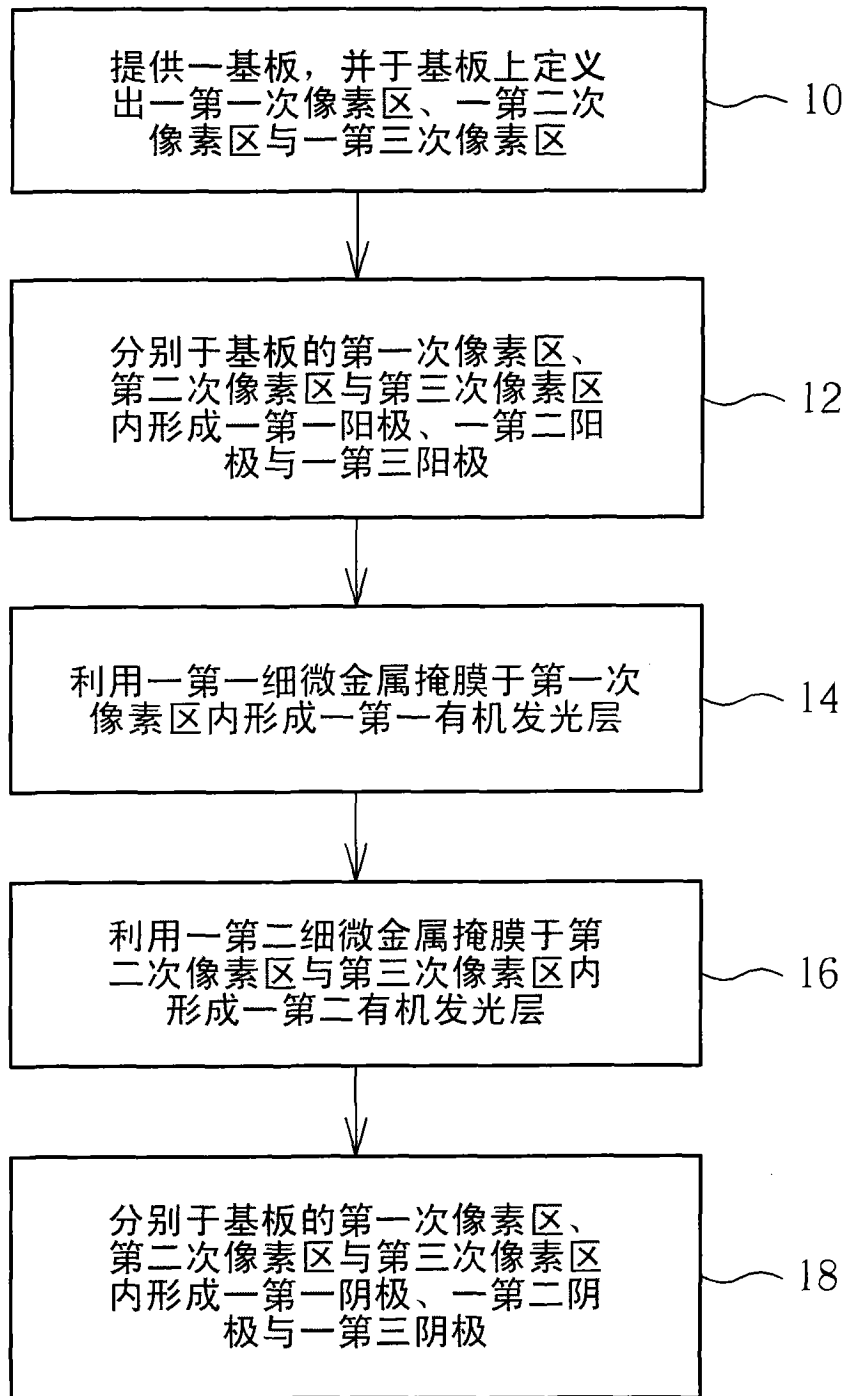 提供一基板，并于基板上定义
出一第一次像素区、一第二次
像素区与一第三次像素区
10
分别于基板的第一次像素区、
第二次像素区与第三次像素区
内形成一第一阳极、一第二阳
极与一第三阳极
12
利用一第一细微金属掩膜于第一次
像素区内形成一第一有机发光层
14
利用一第二细微金属掩膜于第
二次像素区与第三次像素区内
形成一第二有机发光层
16
分别于基板的第一次像素区、
第二次像素区与第三次像素区
内形成一第一阴极、一第二阴
极与一第三阴极
18